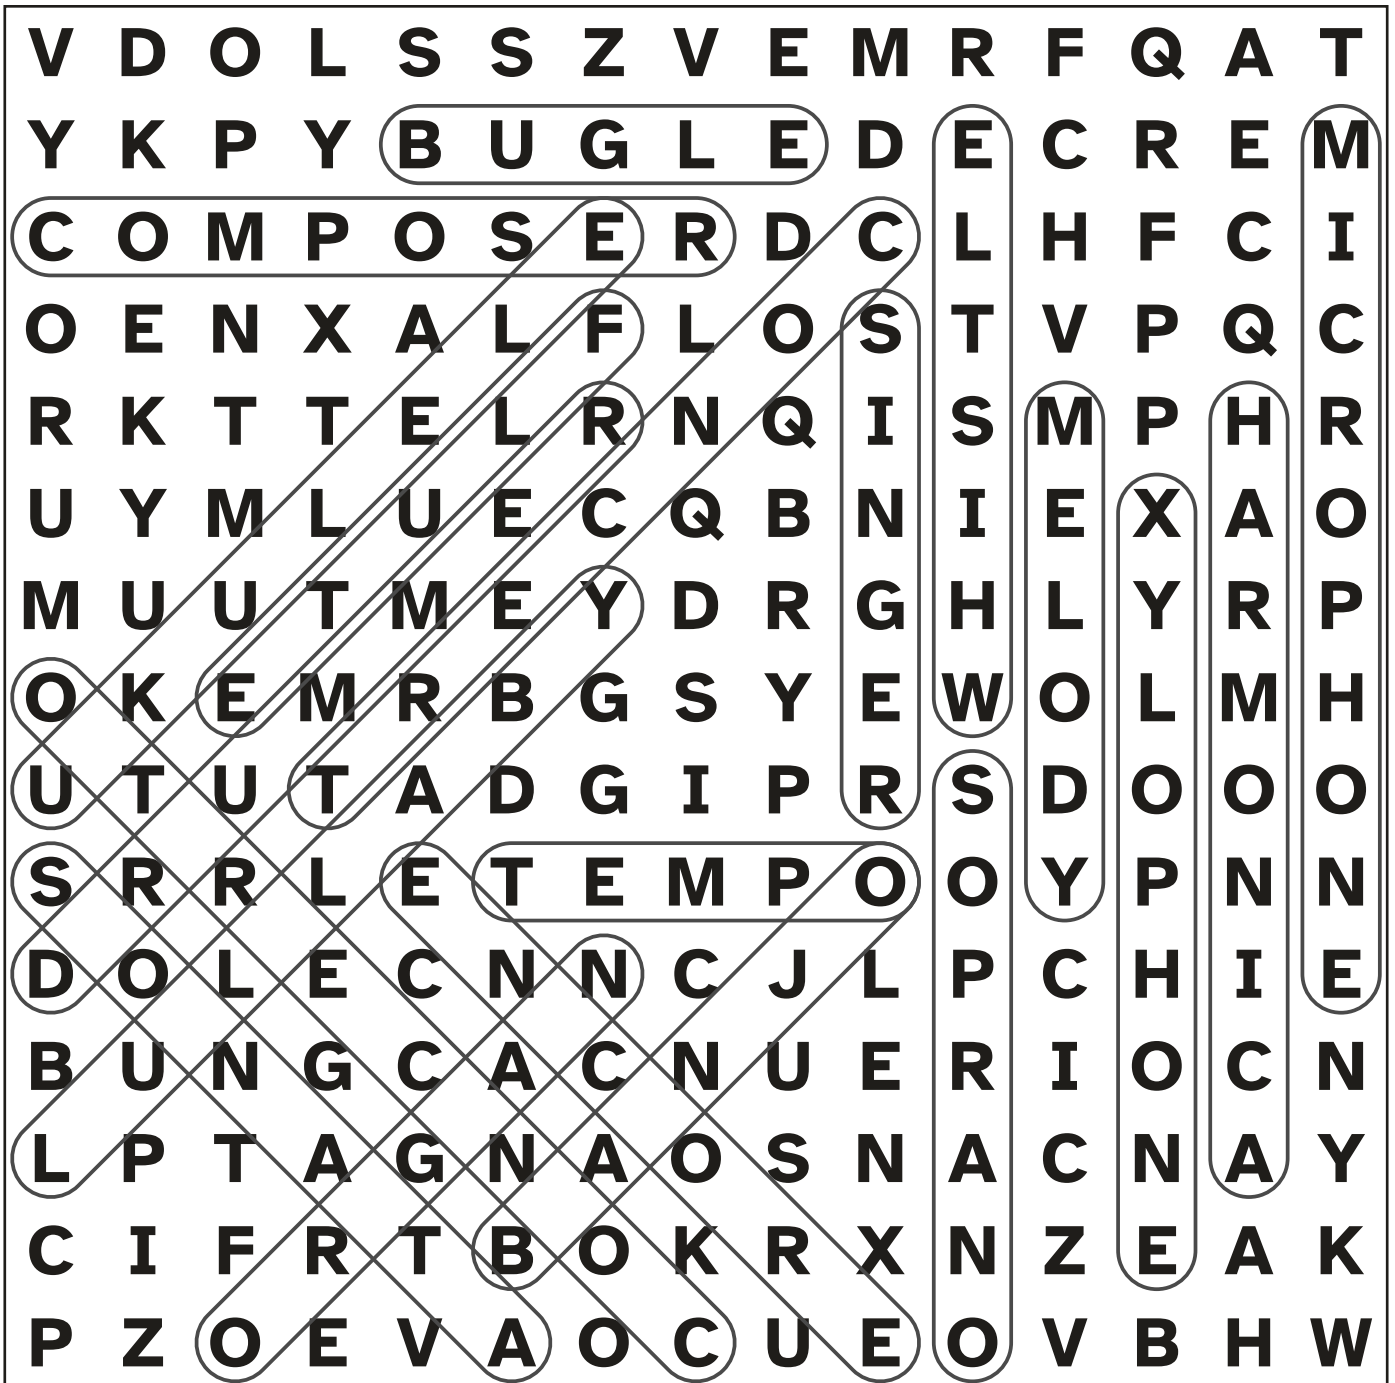 V D O L S S Z V E M R F Q A T
Y K P Y B U G L E D E C R E M
C O M P O S E R D C L H F C I
O E N X A L F L O S T V P Q C
R K T T E L R N Q I S M P H R
U Y M L U E C Q B N I E X A O
M U U T M E Y D R G H L Y R P
O K E M R B G S Y E W O L M H
U T U T A D G I P R S D O O O
S R R L E T E M P O O Y P N N
D O L E C N N C J L P C H I E
B U N G C A C N U E R I O C N
L P T A G N A O S N A C N A Y
C I F R T B O K R X N Z E A K
P Z O E V A O C U E O V B H W